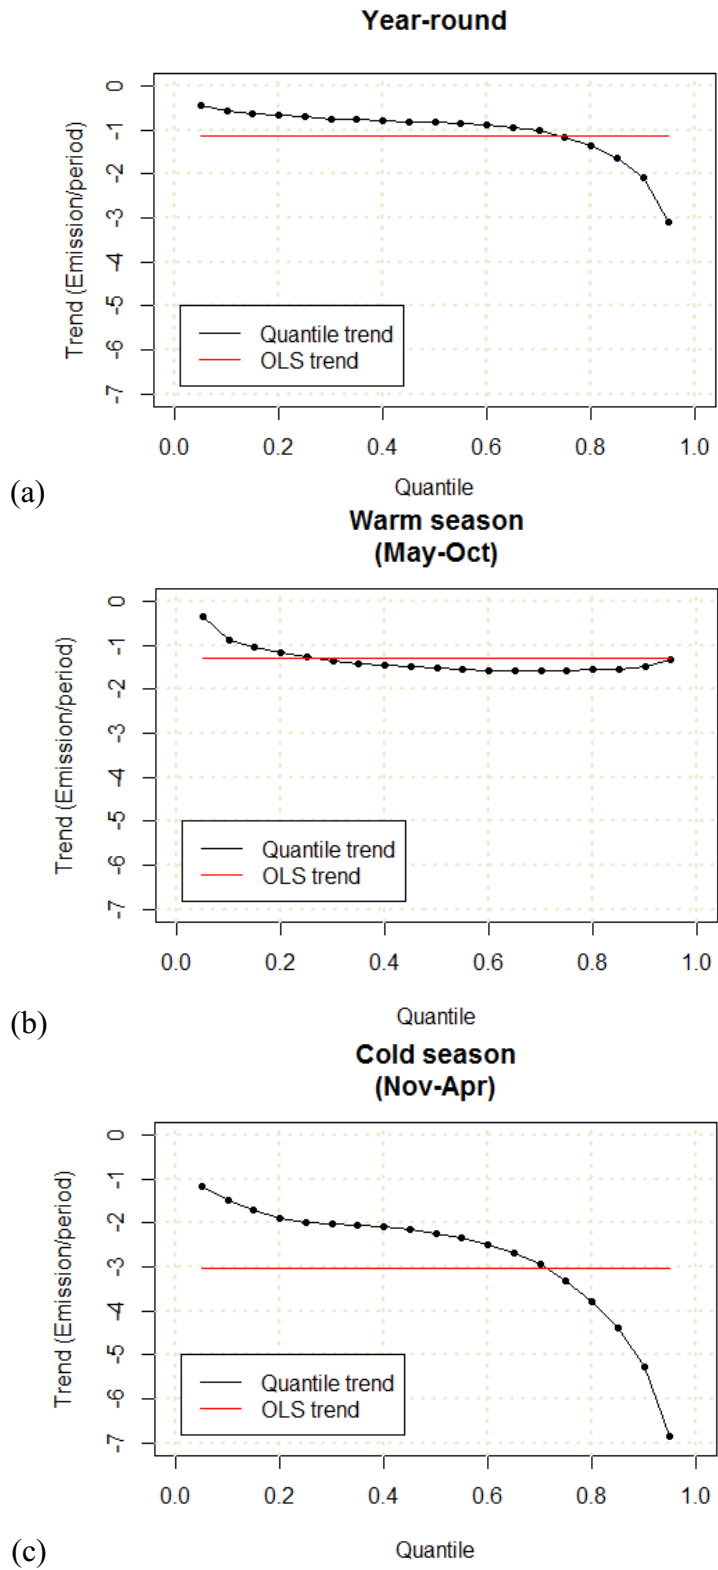 Year-round
Trend (Emission/period)
0
-1
-2
-3
-4
-5
-6
-7
Quantile trend
OLS trend
0.0 0.2 0.4 0.6 0.8 1.0
Quantile
(a)
Warm season
(May-Oct)
Trend (Emission/period)
0
-1
-2
-3
-4
-5
-6
-7
Quantile trend
OLS trend
0.0 0.2 0.4 0.6 0.8 1.0
Quantile
(b)
Cold season
(Nov-Apr)
Trend (Emission/period)
0
-1
-2
-3
-4
-5
-6
-7
Quantile trend
OLS trend
0.0 0.2 0.4 0.6 0.8 1.0
Quantile
(c)